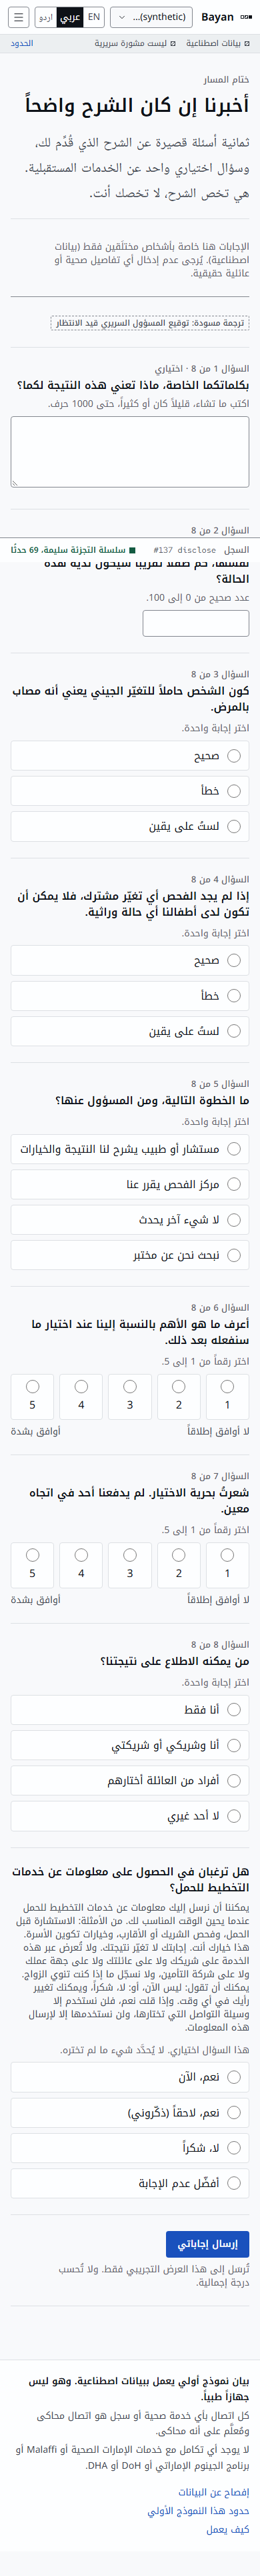 Bayan
(synthetic)...
EN
عربي
اردو
بيانات اصطناعية
ليست مشورة سريرية
الحدود
ختام المسار
أخبرنا إن كان الشرح واضحاً
ثمانية أسئلة قصيرة عن الشرح الذي قُدِّم لك،
وسؤال اختياري واحد عن الخدمات المستقبلية.
هي تخص الشرح، لا تخصك أنت.
الإجابات هنا خاصة بأشخاص مختلَقين فقط (بيانات
اصطناعية). يُرجى عدم إدخال أي تفاصيل صحية أو
عائلية حقيقية.
ترجمة مسودة: توقيع المسؤول السريري قيد الانتظار
السؤال 1 من 8 · اختياري
بكلماتكما الخاصة، ماذا تعني هذه النتيجة لكما؟
اكتب ما تشاء، قليلاً كان أو كثيراً، حتى 1000 حرف.
السؤال 2 من 8
السجل
#137 disclose
سلسلة التجزئة سليمة، 69 حدثًا
الحالة؟
عدد صحيح من 0 إلى 100.
السؤال 3 من 8
كون الشخص حاملاً للتغيّر الجيني يعني أنه مصاب
بالمرض.
اختر إجابة واحدة.
صحيح
خطأ
لستُ على يقين
السؤال 4 من 8
إذا لم يجد الفحص أي تغيّر مشترك، فلا يمكن أن
تكون لدى أطفالنا أي حالة وراثية.
اختر إجابة واحدة.
صحيح
خطأ
لستُ على يقين
السؤال 5 من 8
ما الخطوة التالية، ومن المسؤول عنها؟
اختر إجابة واحدة.
مستشار أو طبيب يشرح لنا النتيجة والخيارات
مركز الفحص يقرر عنا
لا شيء آخر يحدث
نبحث نحن عن مختبر
السؤال 6 من 8
أعرف ما هو الأهم بالنسبة إلينا عند اختيار ما
سنفعله بعد ذلك.
اختر رقماً من 1 إلى 5.
1
2
3
4
5
لا أوافق إطلاقاً
أوافق بشدة
السؤال 7 من 8
شعرتُ بحرية الاختيار. لم يدفعنا أحد في اتجاه
معين.
اختر رقماً من 1 إلى 5.
1
2
3
4
5
لا أوافق إطلاقاً
أوافق بشدة
السؤال 8 من 8
من يمكنه الاطلاع على نتيجتنا؟
اختر إجابة واحدة.
أنا فقط
أنا وشريكي أو شريكتي
أفراد من العائلة أختارهم
لا أحد غيري
هل ترغبان في الحصول على معلومات عن خدمات
التخطيط للحمل؟
يمكننا أن نرسل إليك معلومات عن خدمات التخطيط للحمل
عندما يحين الوقت المناسب لك. من الأمثلة: الاستشارة قبل
الحمل، وفحص الشريك أو الأقارب، وخيارات تكوين الأسرة.
هذا خيارك أنت. إجابتك لا تغيّر نتيجتك. ولا تُعرض عبر هذه
الخدمة على شريكك ولا على عائلتك ولا على جهة عملك
ولا على شركة التأمين، ولا نسجّل ما إذا كنت تنوي الزواج.
يمكنك أن تقول: ليس الآن، أو: لا، شكراً، ويمكنك تغيير
رأيك في أي وقت. وإذا قلت نعم، فلن نستخدم إلا
وسيلة التواصل التي تختارها، ولن نستخدمها إلا لإرسال
هذه المعلومات.
هذا السؤال اختياري. لا يُحدَّد شيء ما لم تختره.
نعم، الآن
نعم، لاحقاً (ذكّروني)
لا، شكراً
أفضّل عدم الإجابة
إرسال إجاباتي
تُرسَل إلى هذا العرض التجريبي فقط. ولا تُحسب
درجة إجمالية.
بيان نموذج أولي يعمل ببيانات اصطناعية. وهو ليس
جهازاً طبياً.
كل اتصال بأي خدمة صحية أو سجل هو اتصال محاكى
ومُعلَّم على أنه محاكى.
لا يوجد أي تكامل مع خدمات الإمارات الصحية أو Malaffi أو
برنامج الجينوم الإماراتي أو DoH أو DHA.
إفصاح عن البيانات
حدود هذا النموذج الأولي
كيف يعمل